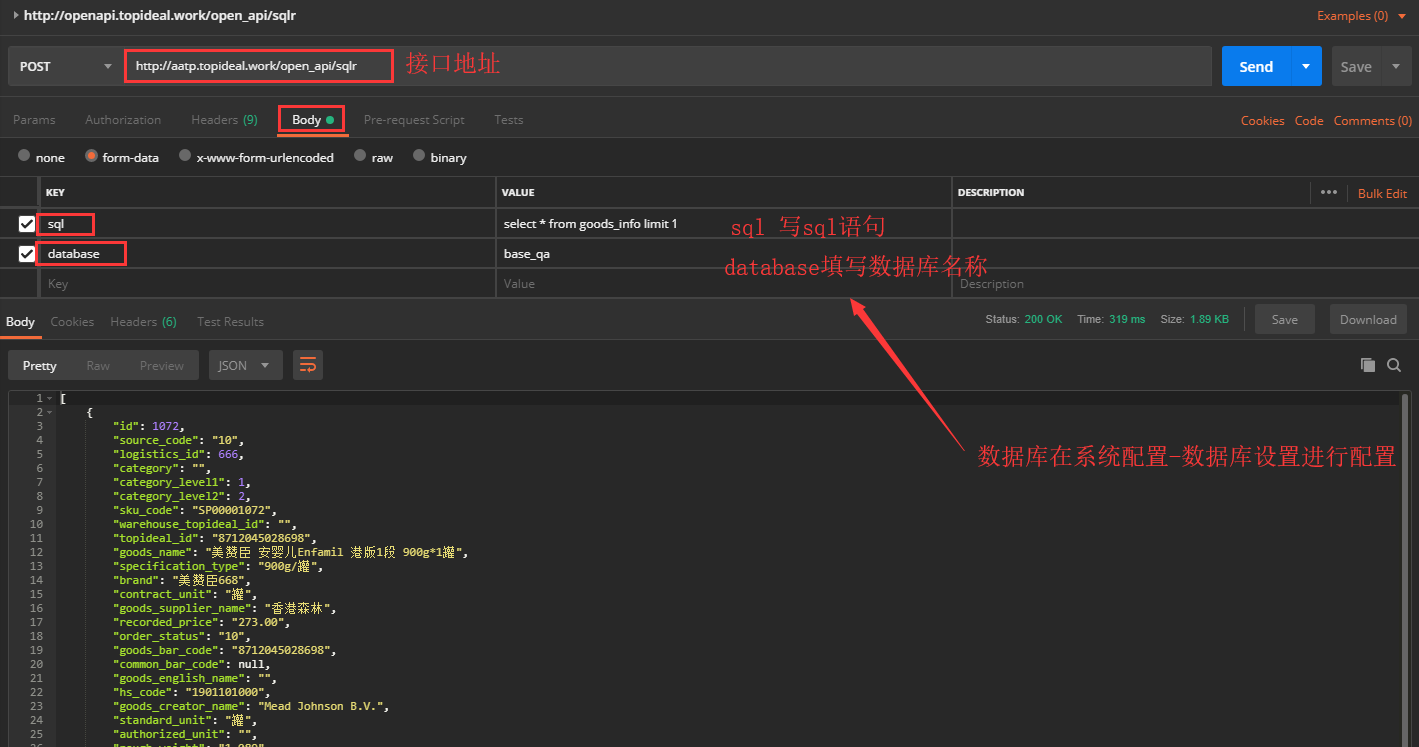 http://openapi.topideal.work/open_api/sqlr
Examples (0)
POST
http://aatp.topideal.work/open_api/sqlr
接口地址
Send
Save
Params
Authorization
Headers (9)
Body
Pre-request Script
Tests
Cookies
Code
Comments (0)
none
form-data
x-www-form-urlencoded
raw
binary
KEY
VALUE
DESCRIPTION
Bulk Edit
sql
select * from goods_info limit 1
sql 写sql语句
database
base_qa
database填写数据库名称
Key
Value
Description
Body
Cookies
Headers (6)
Test Results
Status: 200 OK
Time: 319 ms
Size: 1.89 KB
Save
Download
Pretty
Raw
Preview
JSON
数据库在系统配置-数据库设置进行配置
1 [
2 {
3 "id": 1072,
4 "source_code": "10",
5 "logistics_id": 666,
6 "category": "",
7 "category_level1": 1,
8 "category_level2": 2,
9 "sku_code": "SP00001072",
10 "warehouse_topideal_id": "",
11 "topideal_id": "8712045028698",
12 "goods_name": "美赞臣 安婴儿Enfamil 港版1段 900g*1罐",
13 "specification_type": "900g/罐",
14 "brand": "美赞臣668",
15 "contract_unit": "罐",
16 "goods_supplier_name": "香港森林",
17 "recorded_price": "273.00",
18 "order_status": "10",
19 "goods_bar_code": "8712045028698",
20 "common_bar_code": null,
21 "goods_english_name": "",
22 "hs_code": "1901101000",
23 "goods_creator_name": "Mead Johnson B.V.",
24 "standard_unit": "罐",
25 "authorized_unit": "",